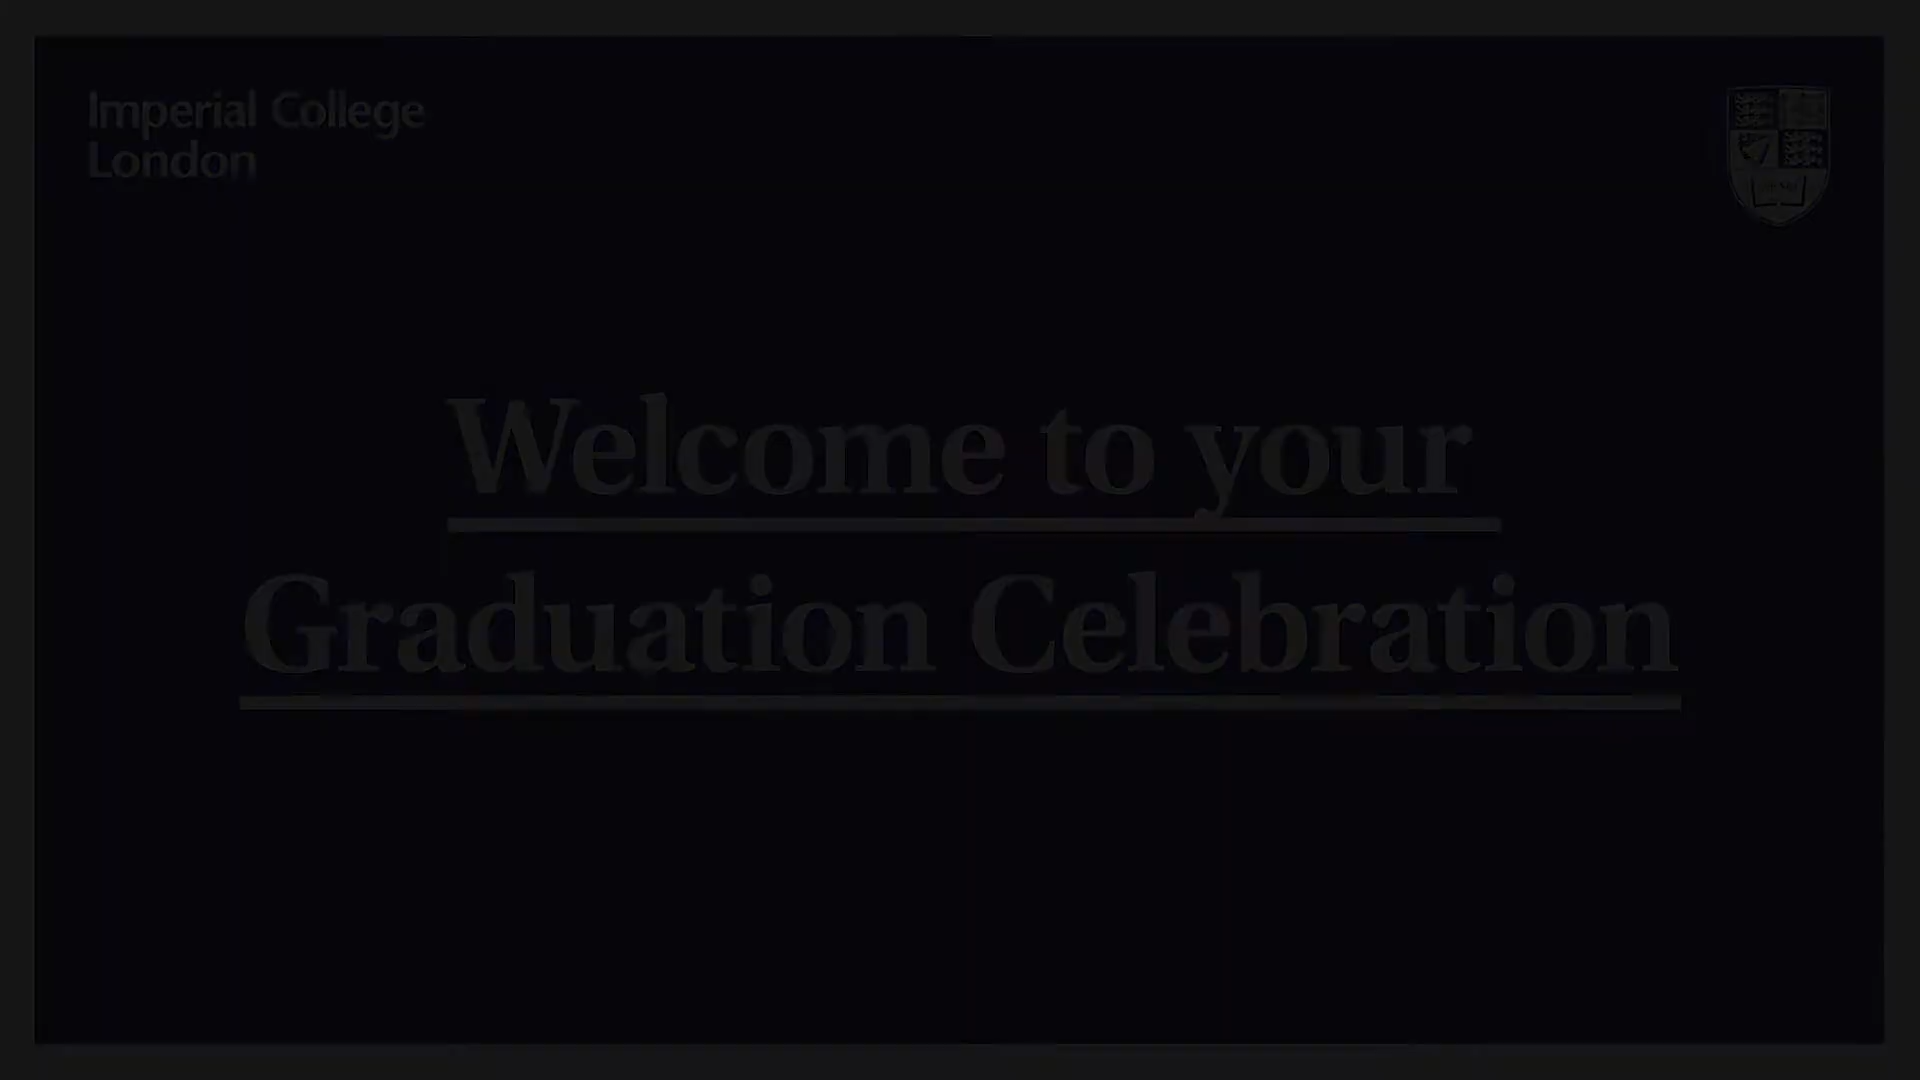 Imperial College
London
Welcome to your
Graduation Celebration